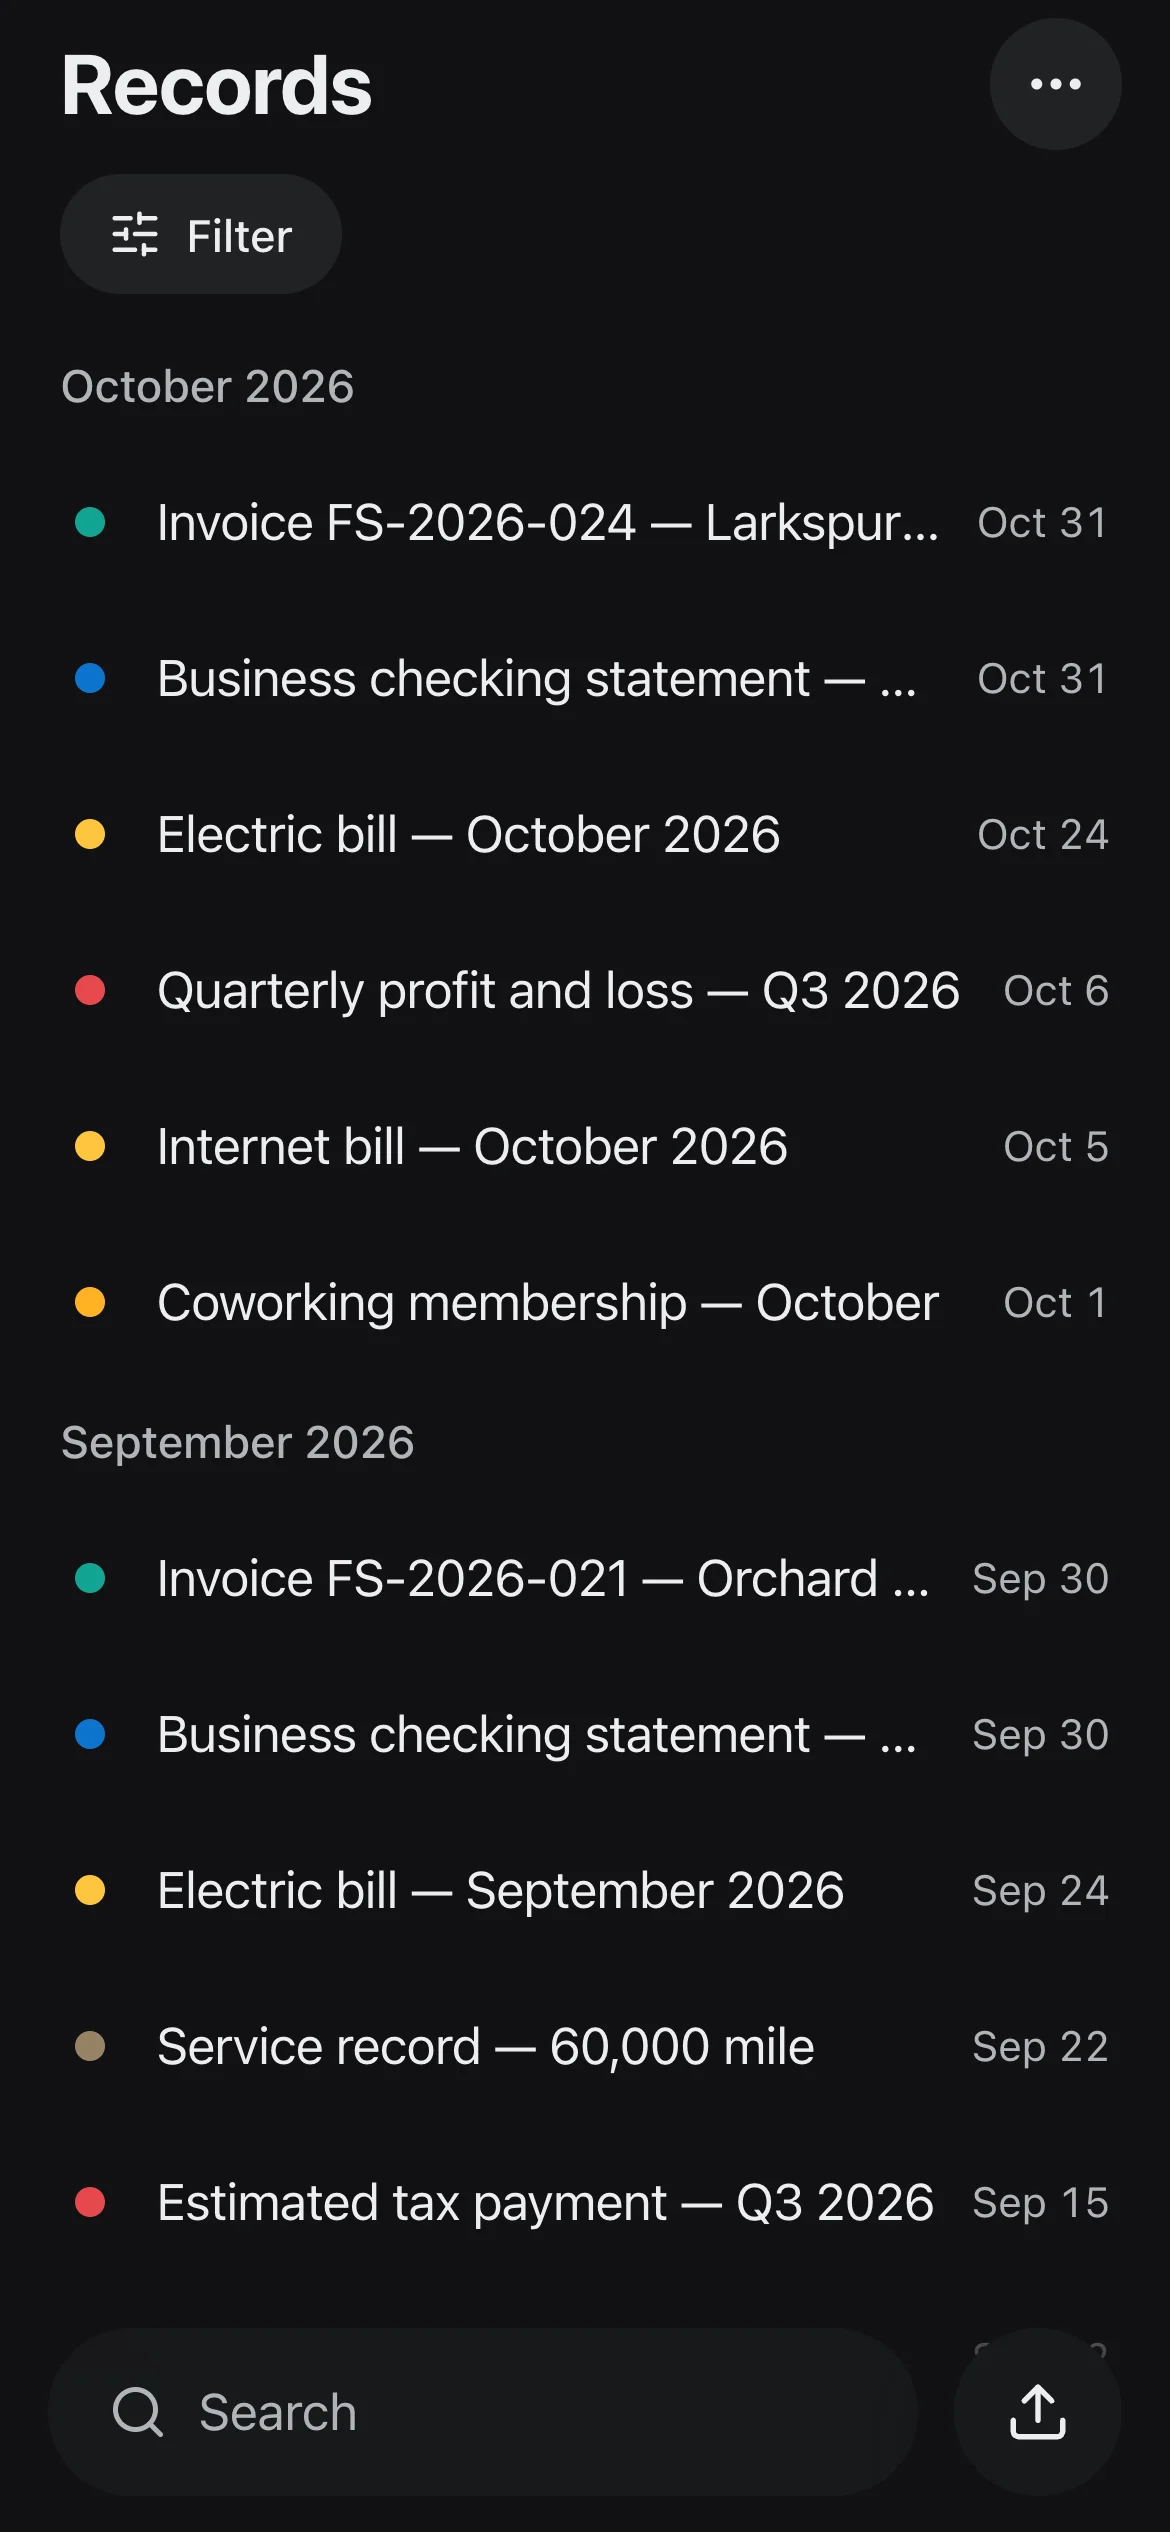 Records
Filter
October 2026
Invoice FS-2026-024 — Larkspur... Oct 31
Business checking statement — ... Oct 31
Electric bill — October 2026 Oct 24
Quarterly profit and loss — Q3 2026 Oct 6
Internet bill — October 2026 Oct 5
Coworking membership — October Oct 1
September 2026
Invoice FS-2026-021 — Orchard ... Sep 30
Business checking statement — ... Sep 30
Electric bill — September 2026 Sep 24
Service record — 60,000 mile Sep 22
Estimated tax payment — Q3 2026 Sep 15
Search